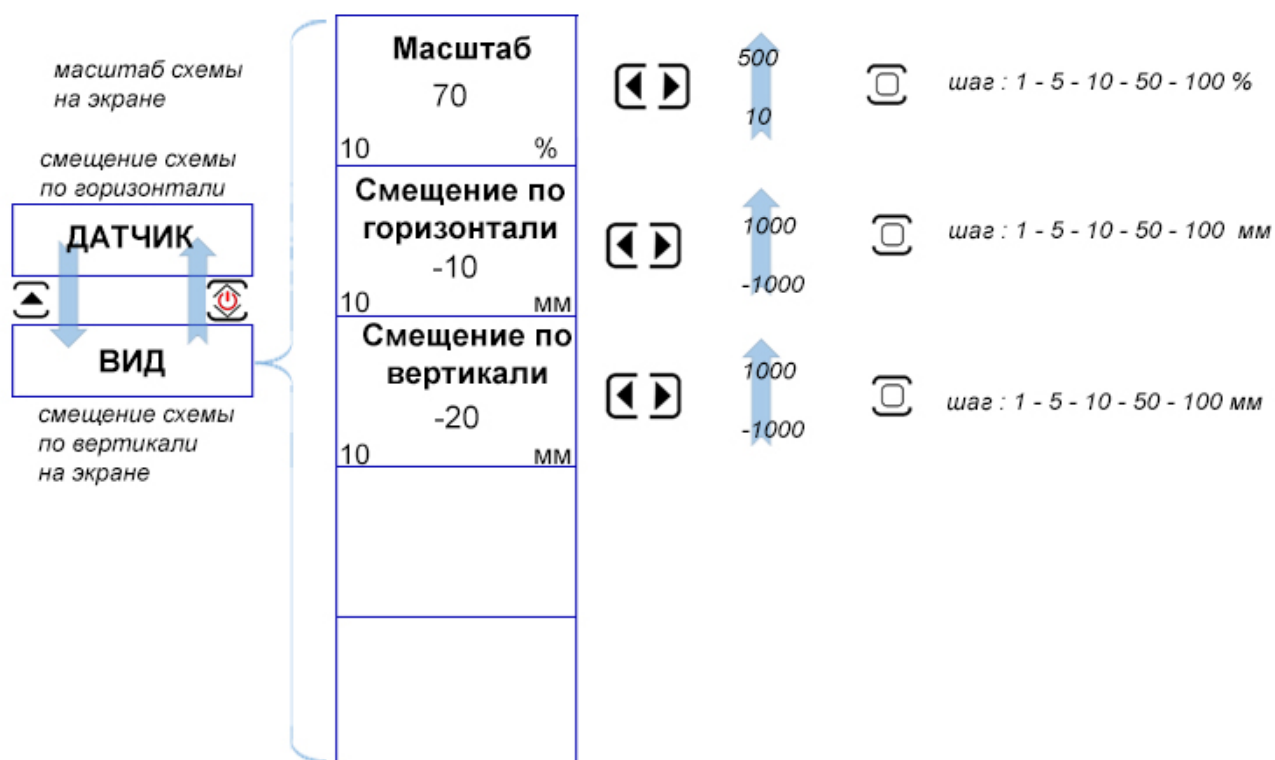 масштаб схемы
на экране
смещение схемы
по горизонтали
ДАТЧИК
ВИД
смещение схемы
по вертикали
на экране
Масштаб
70
10 %
Смещение по
горизонтали
-10
10 мм
Смещение по
вертикали
-20
10 мм
500
10
шаг : 1 - 5 - 10 - 50 - 100 %
1000
-1000
шаг : 1 - 5 - 10 - 50 - 100 мм
1000
-1000
шаг : 1 - 5 - 10 - 50 - 100 мм